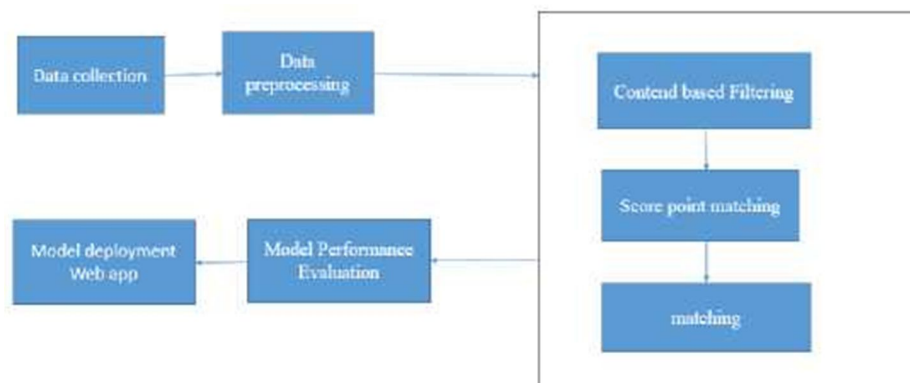 Data collection
Data
preprocessing
Contend based Filtering
Score point matching
matching
Model Performance
Evaluation
Model deployment
Web app